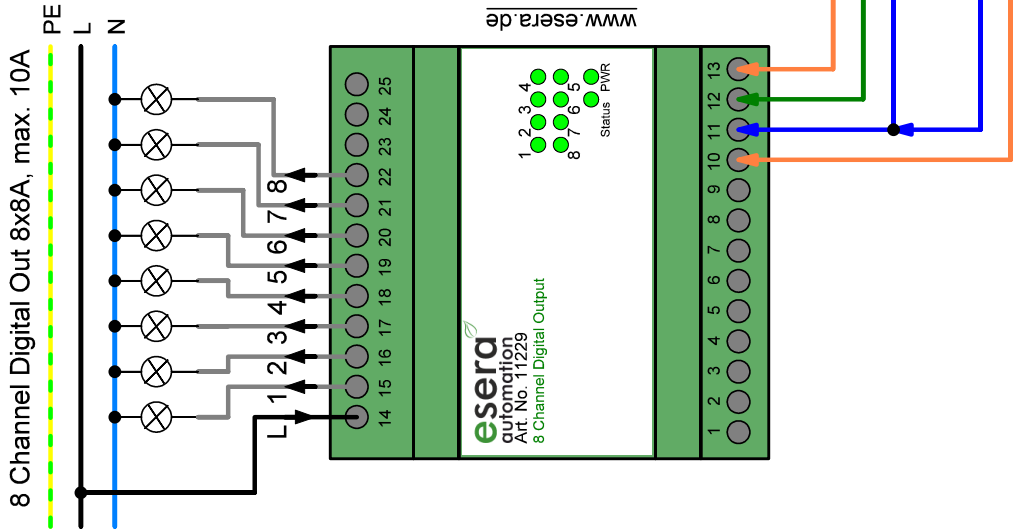 8 Channel Digital Out 8x8A, max. 10A
PE
L
N
www.esera.de
25
24
23
22
21
20
19
18
17
16
15
14
8
7
6
5
4
3
2
1
L
1 2 3 4
8 7 6 5
Status PWR
esera
automation
Art. No. 11229
8 Channel Digital Output
13
12
11
10
9
8
7
6
5
4
3
2
1